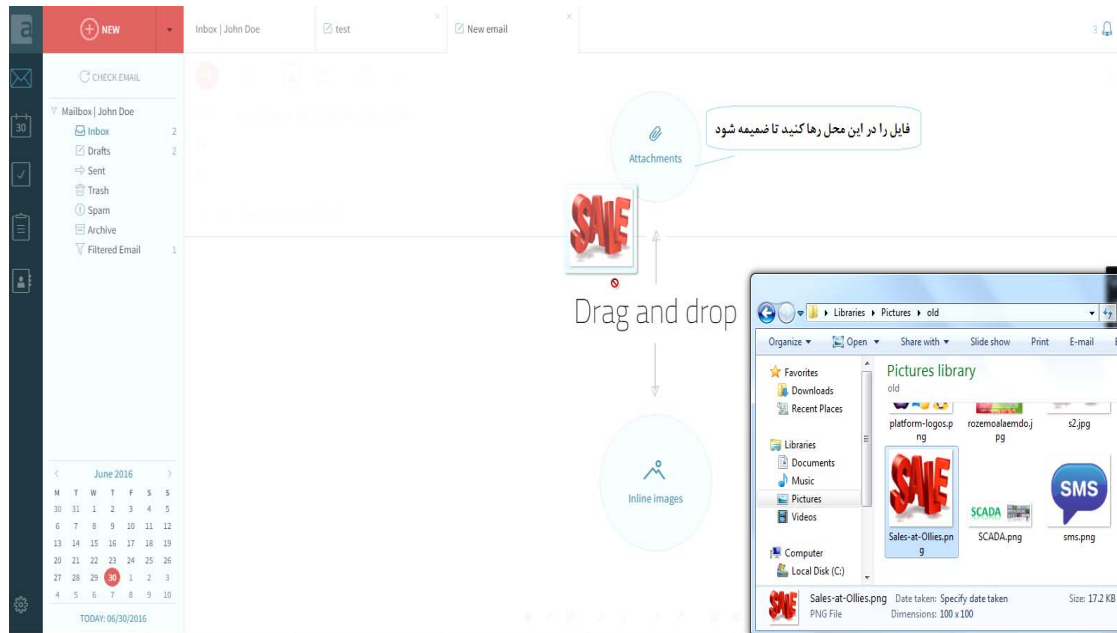 a
NEW
Inbox | John Doe
test
New email
3
CHECK EMAIL
30
Mailbox | John Doe
Inbox 2
Drafts 2
Sent
Trash
Spam
Archive
Filtered Email 1
Attachments
فایل را در این محل رها کنید تا ضمیمه شود
SALE
Drag and drop
Inline images
June 2016
M T W T F S S
30 31 1 2 3 4 5
6 7 8 9 10 11 12
13 14 15 16 17 18 19
20 21 22 23 24 25 26
27 28 29 30 1 2 3
4 5 6 7 8 9 10
TODAY: 06/30/2016
Libraries Pictures old
Organize Open Share with Slide show Print E-mail
Favorites
Downloads
Recent Places
Libraries
Documents
Music
Pictures
Videos
Computer
Local Disk (C:)
Pictures library
old
platform-logos.p
ng
rozemoalaemdo.j
pg
s2.jpg
SALE
Sales-at-Ollies.pn
g
SCADA
SCADA.png
SMS
sms.png
SALE
Sales-at-Ollies.png Date taken: Specify date taken Size: 17.2 KB
PNG File Dimensions: 100 x 100